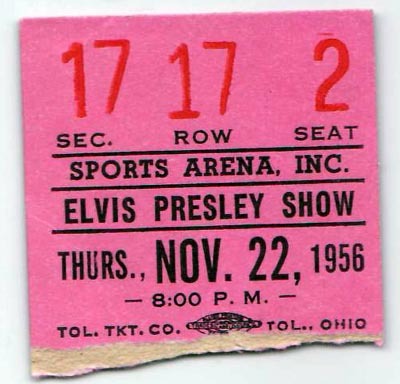 17 17 2
SEC. ROW SEAT
SPORTS ARENA, INC.
ELVIS PRESLEY SHOW
THURS., NOV. 22, 1956
— 8:00 P. M. —
TOL. TKT. CO. TOL., OHIO